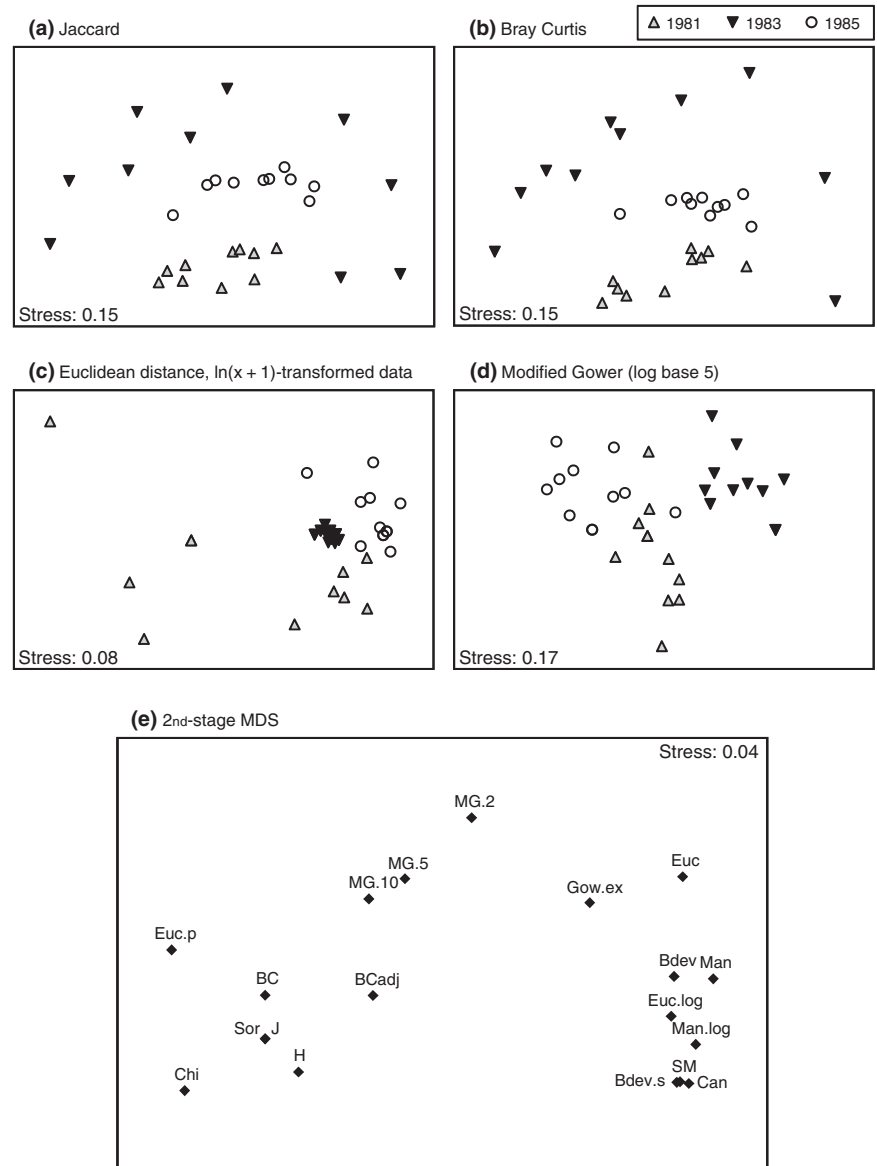 (a) Jaccard
(b) Bray Curtis
1981 1983 1985
Stress: 0.15
Stress: 0.15
(c) Euclidean distance, ln(x + 1)-transformed data
(d) Modified Gower (log base 5)
Stress: 0.08
Stress: 0.17
(e) 2nd-stage MDS
Stress: 0.04
MG.2
MG.5
MG.10
Euc
Gow.ex
Euc.p
BC
BCadj
Bdev Man
Euc.log
Sor J
Man.log
H
Chi
SM
Bdev.s Can